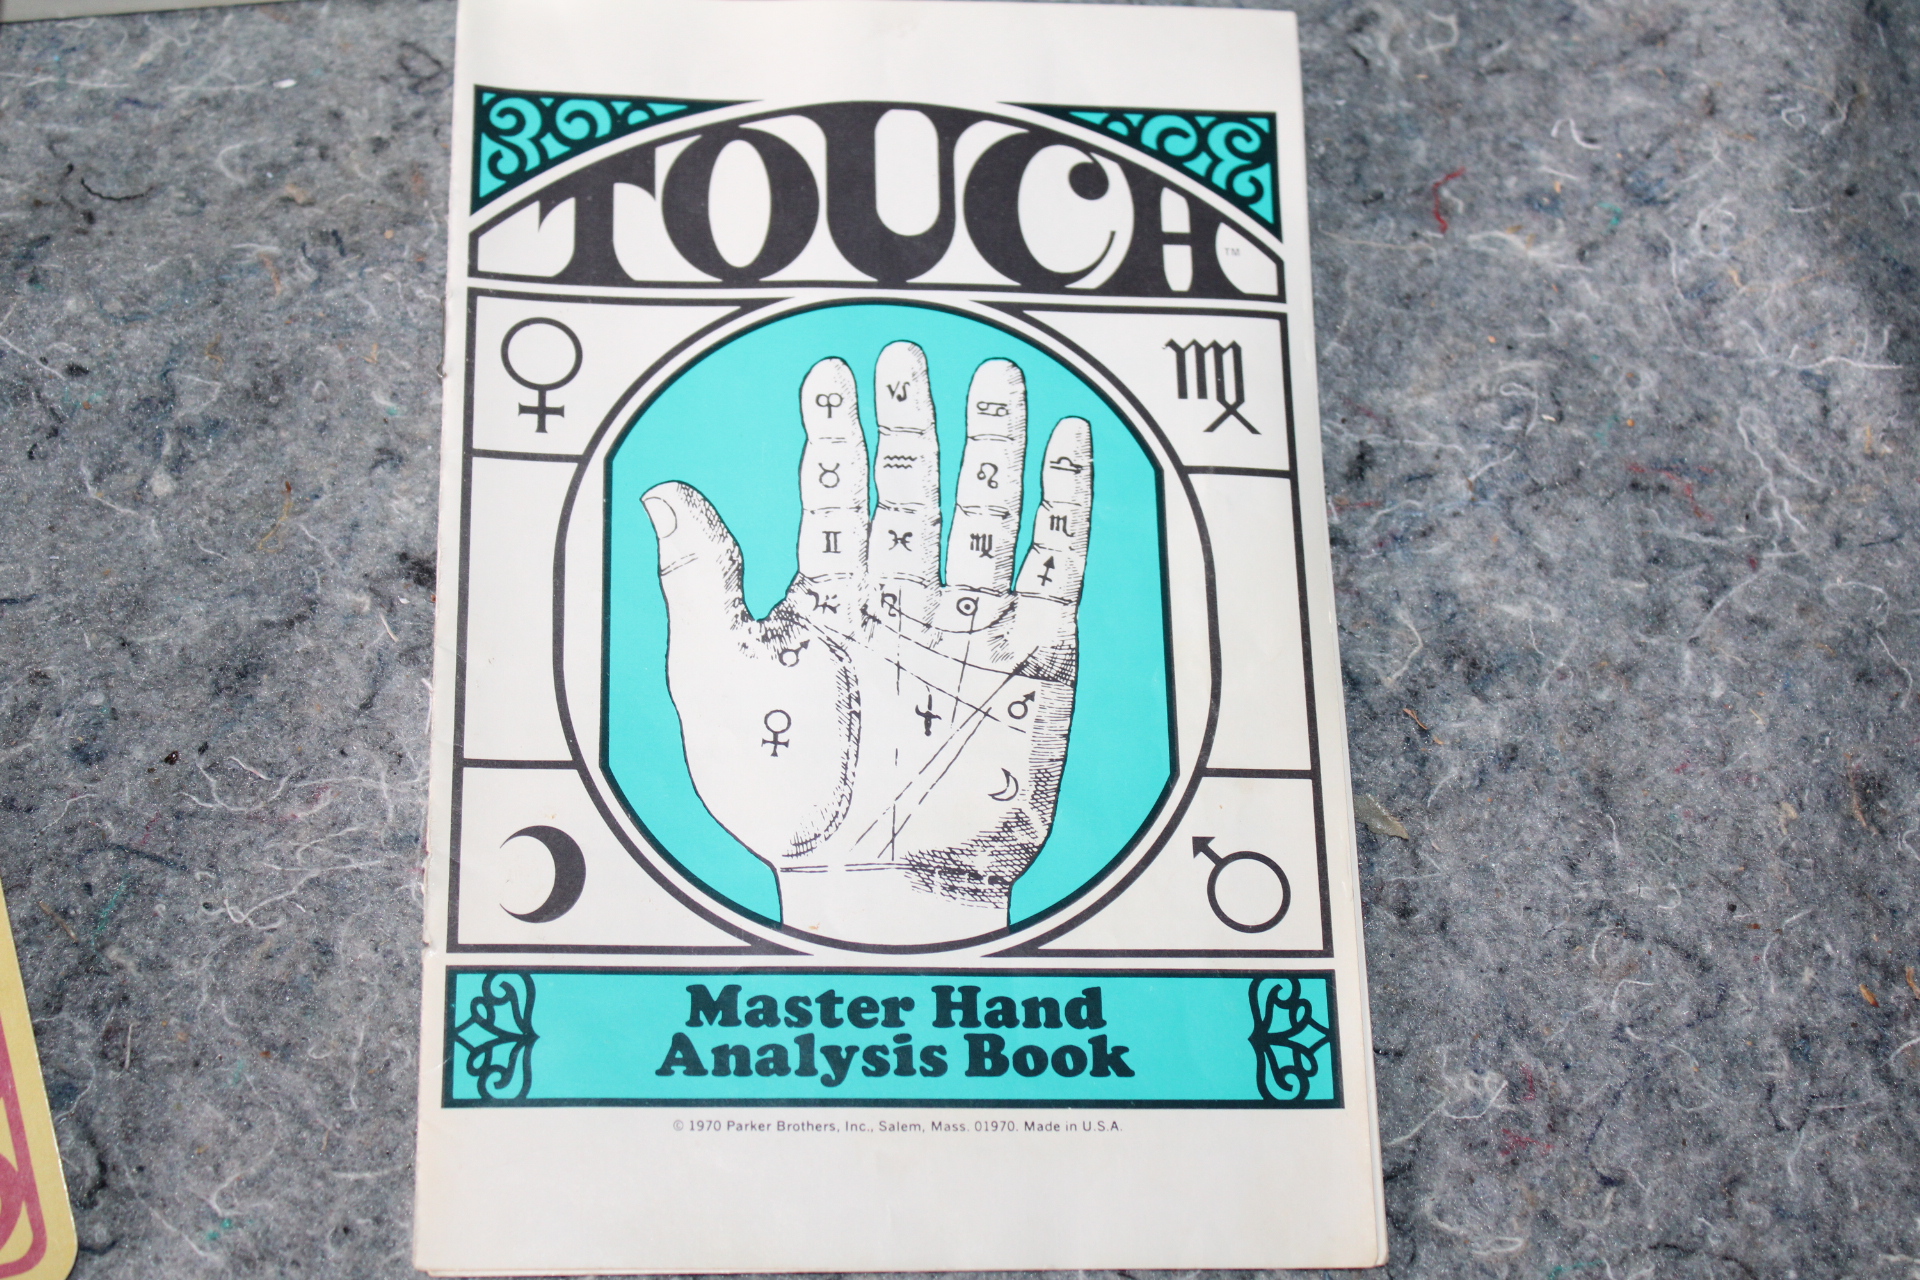 TOUCH™
Master Hand
Analysis Book
© 1970 Parker Brothers, Inc., Salem, Mass. 01970. Made in U.S.A.